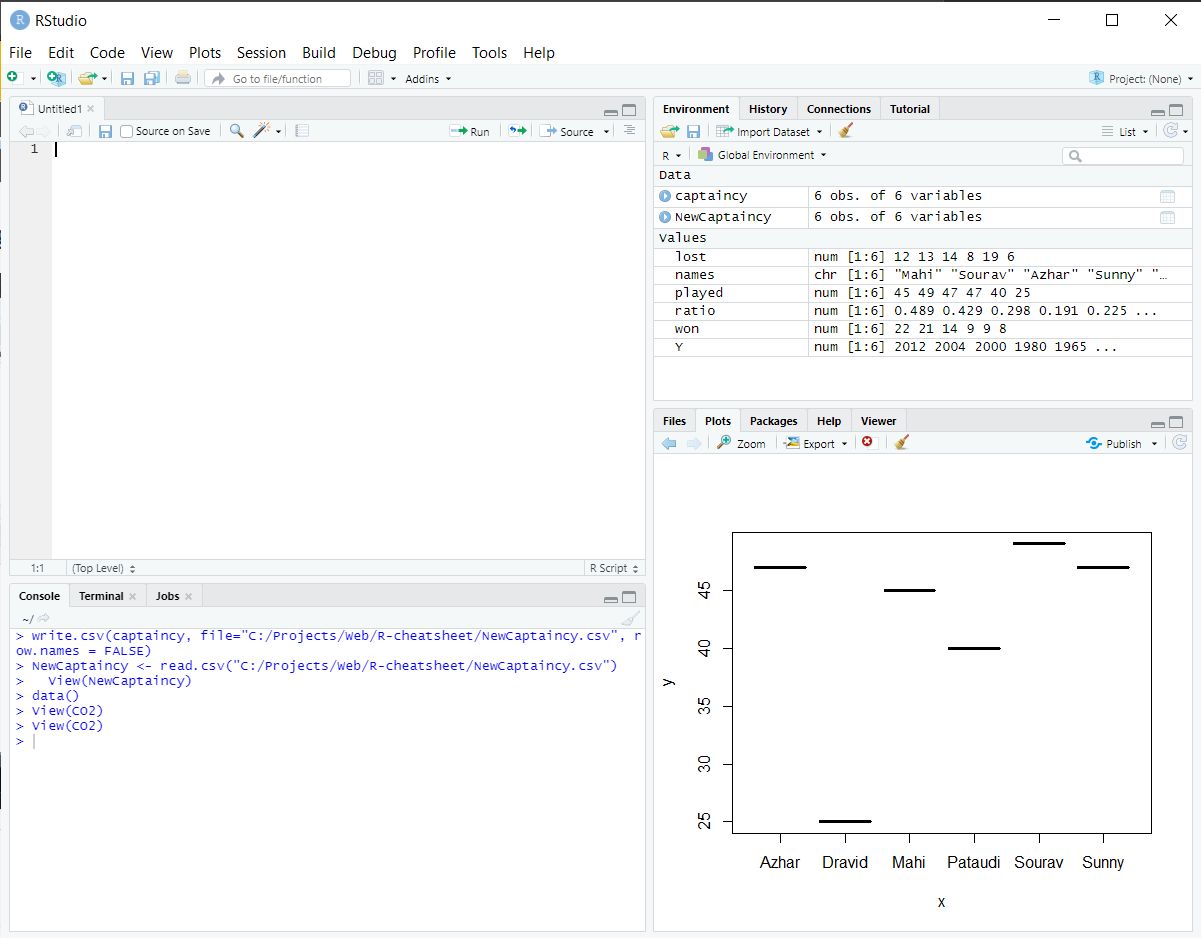 RStudio
File Edit Code View Plots Session Build Debug Profile Tools Help
Go to file/function Addins Project: (None)
Untitled1
Source on Save Run Source
1
1:1 (Top Level) R Script
Console Terminal Jobs
~/
> write.csv(captaincy, file="C:/Projects/Web/R-cheatsheet/NewCaptaincy.csv", r
ow.names = FALSE)
> NewCaptaincy <- read.csv("C:/Projects/Web/R-cheatsheet/NewCaptaincy.csv")
>   View(NewCaptaincy)
> data()
> View(CO2)
> View(CO2)
>
Environment History Connections Tutorial
Import Dataset List
R Global Environment
Data
captaincy 6 obs. of 6 variables
NewCaptaincy 6 obs. of 6 variables
Values
lost num [1:6] 12 13 14 8 19 6
names chr [1:6] "Mahi" "Sourav" "Azhar" "Sunny" "…
played num [1:6] 45 49 47 47 40 25
ratio num [1:6] 0.489 0.429 0.298 0.191 0.225 ...
won num [1:6] 22 21 14 9 9 8
Y num [1:6] 2012 2004 2000 1980 1965 ...
Files Plots Packages Help Viewer
Zoom Export Publish
45
40
y
35
30
25
Azhar Dravid Mahi Pataudi Sourav Sunny
x